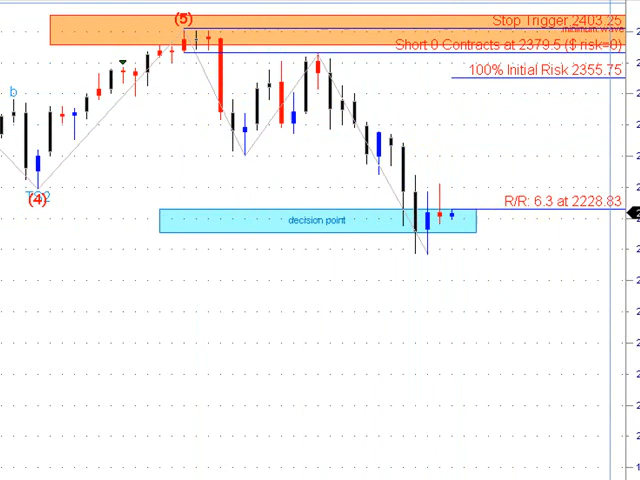 (5)
Stop Trigger 2403.25
minimum wave
Short 0 Contracts at 2379.5 ($ risk=0)
100% Initial Risk 2355.75
b
(4)
R/R: 6.3 at 2228.83
decision point